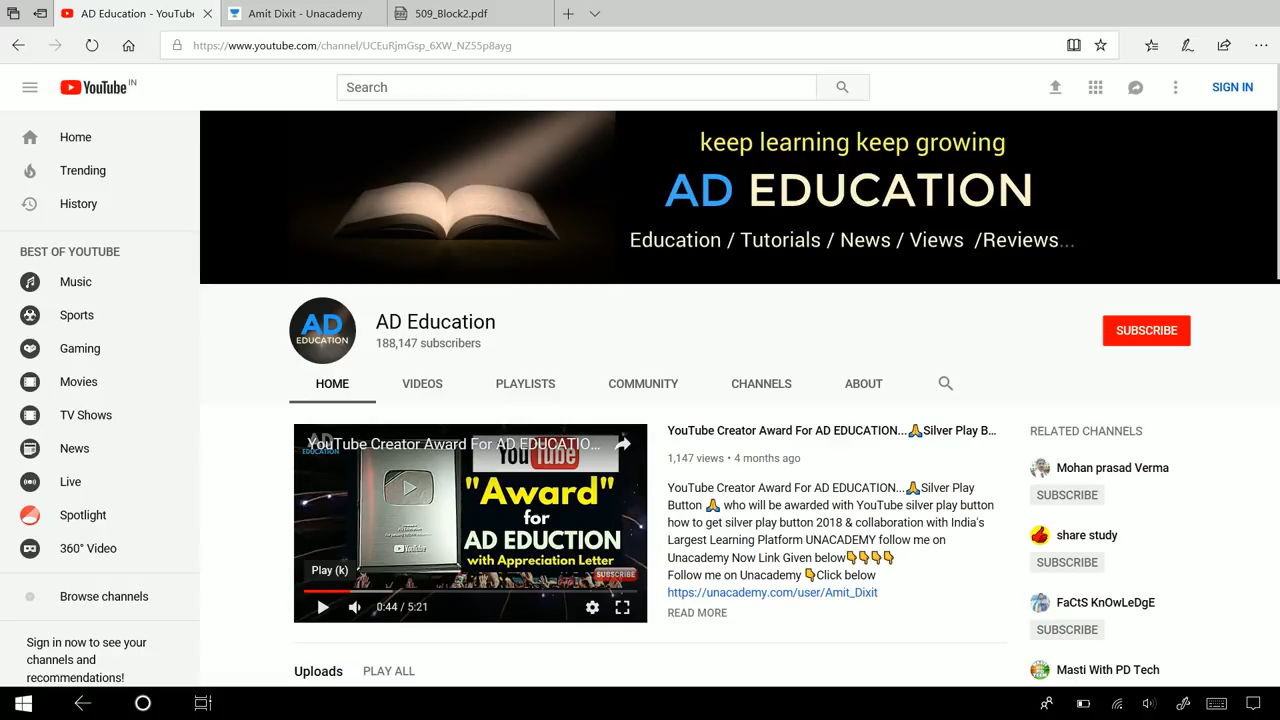 AD Education - YouTube
Amit Dixit - Unacademy
509_Block2.pdf
https://www.youtube.com/channel/UCEuRjmGsp_6XW_NZ55p8ayg
YouTube IN
Search
SIGN IN
Home
Trending
History
BEST OF YOUTUBE
Music
Sports
Gaming
Movies
TV Shows
News
Live
Spotlight
360° Video
Browse channels
Sign in now to see your
channels and
recommendations!
keep learning keep growing
AD EDUCATION
Education / Tutorials / News / Views /Reviews...
AD
EDUCATION
AD Education
188,147 subscribers
SUBSCRIBE
HOME
VIDEOS
PLAYLISTS
COMMUNITY
CHANNELS
ABOUT
YouTube Creator Award For AD EDUCATIO...
YouTube
"Award"
for
AD EDUCTION
with Appreciation Letter
YouTube
SUBSCRIBE
Play (k)
0:44 / 5:21
YouTube Creator Award For AD EDUCATION...🙏Silver Play B...
1,147 views • 4 months ago
YouTube Creator Award For AD EDUCATION...🙏Silver Play
Button 🙏 who will be awarded with YouTube silver play button
how to get silver play button 2018 & collaboration with India's
Largest Learning Platform UNACADEMY follow me on
Unacademy Now Link Given below👇👇👇👇
Follow me on Unacademy 👇Click below
https://unacademy.com/user/Amit_Dixit
READ MORE
Uploads PLAY ALL
RELATED CHANNELS
Mohan prasad Verma
SUBSCRIBE
share study
SUBSCRIBE
FaCtS KnOwLeDgE
SUBSCRIBE
Masti With PD Tech